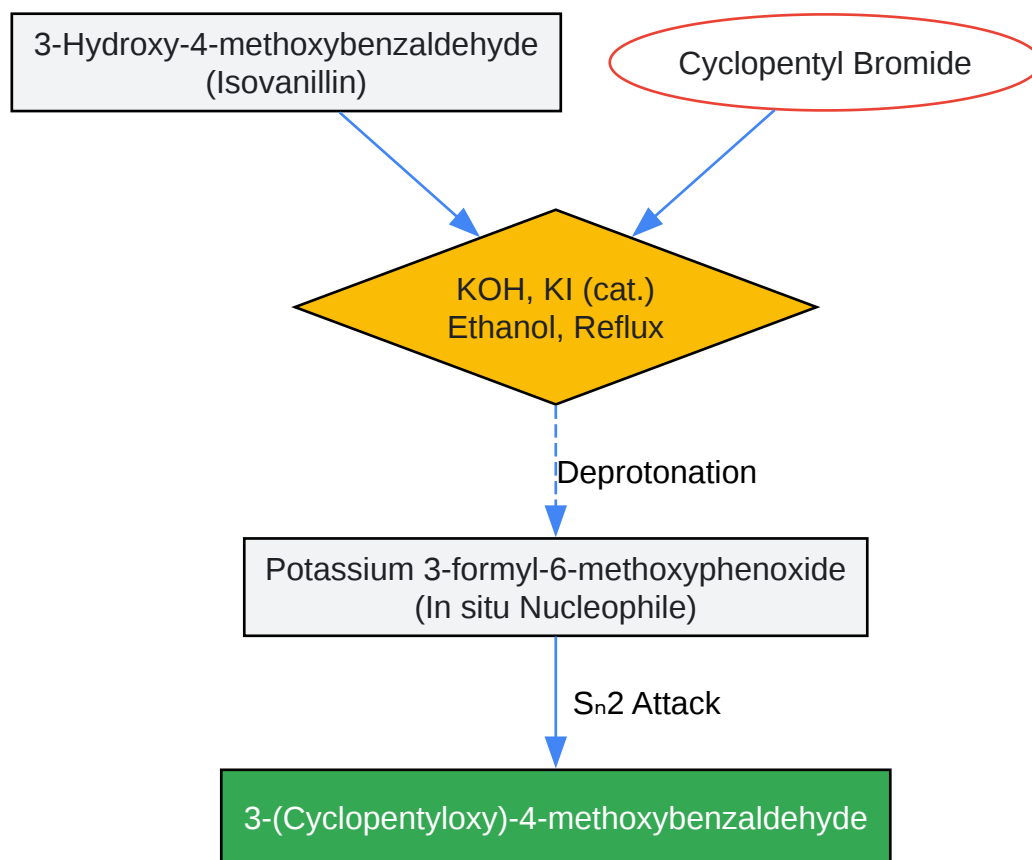 3-Hydroxy-4-methoxybenzaldehyde
(Isovanillin)
Cyclopentyl Bromide
KOH, KI (cat.)
Ethanol, Reflux
Deprotonation
Potassium 3-formyl-6-methoxyphenoxide
(In situ Nucleophile)
Sₙ2 Attack
3-(Cyclopentyloxy)-4-methoxybenzaldehyde